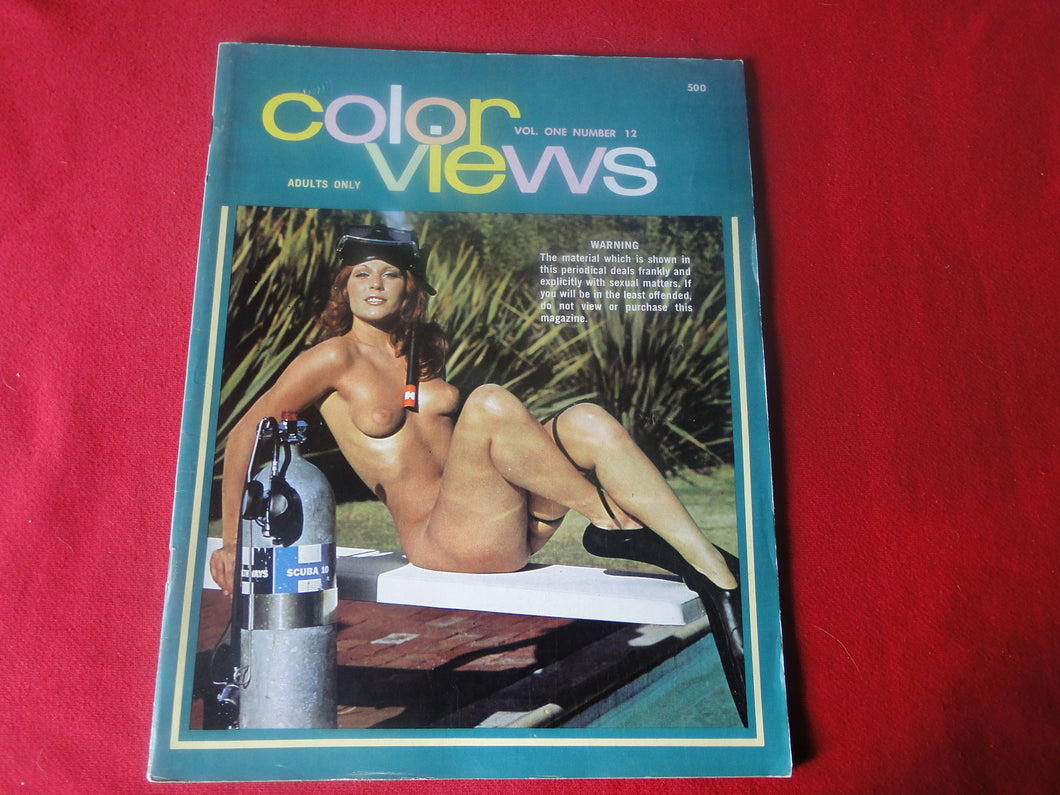 500
color
VOL. ONE NUMBER 12
views
ADULTS ONLY
WARNING
The material which is shown in
this periodical deals frankly and
explicitly with sexual matters. If
you will be in the least offended,
do not view or purchase this
magazine.
SCUBA 10